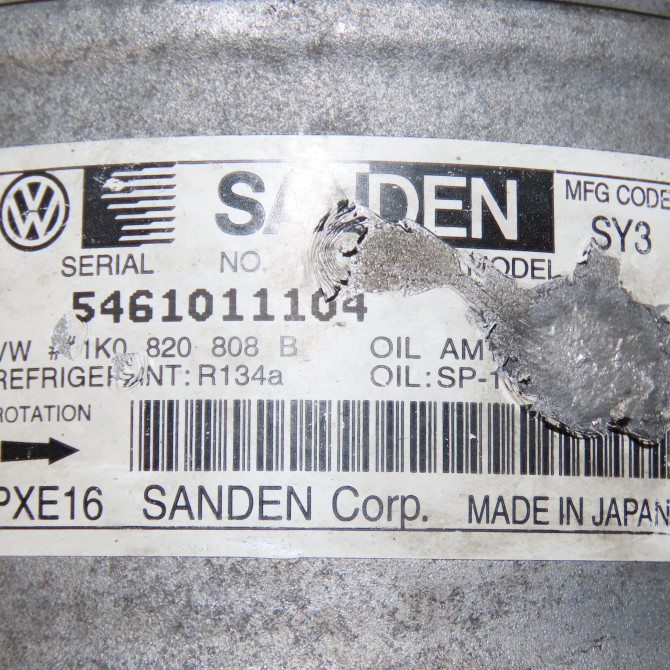 SANDEN
MFG CODE
SY3
SERIAL NO. MODEL
5461011104
1K0 820 808 B OIL
: R134a OIL:
ROTATION
PXE16 SANDEN Corp. MADE IN JAPAN